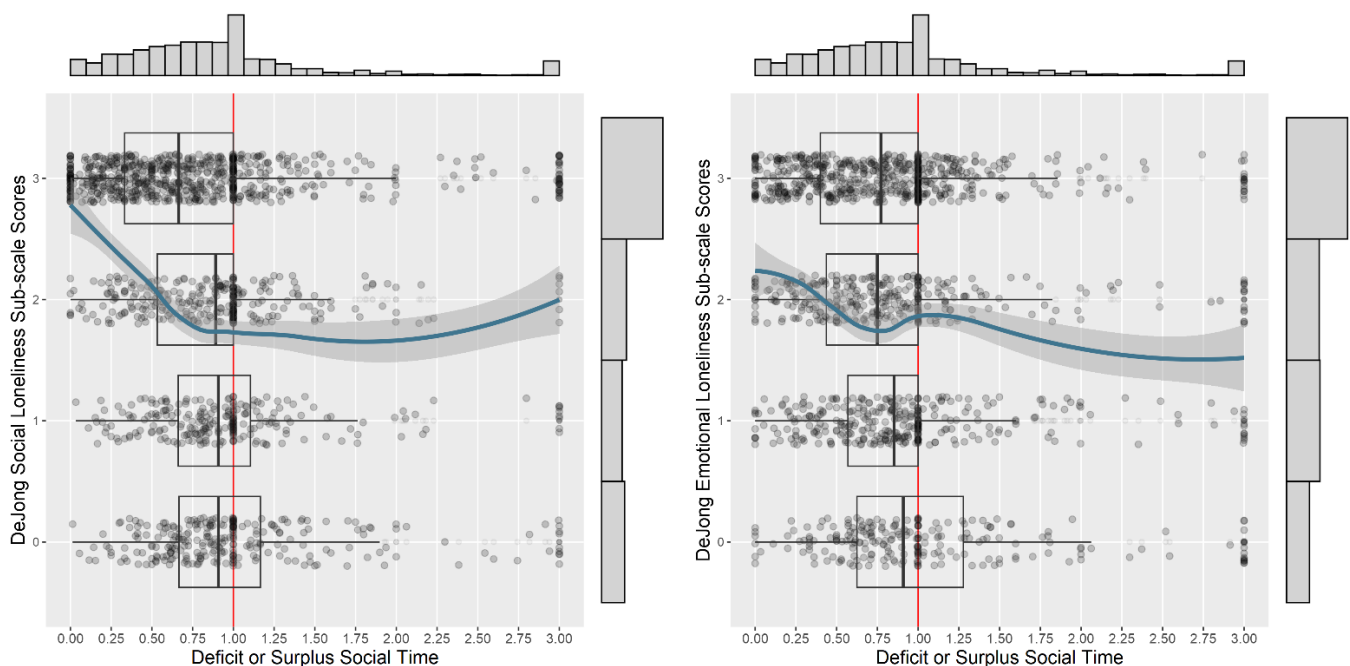 DeJong Social Loneliness Sub-scale Scores
3
2
1
0
0.00 0.25 0.50 0.75 1.00 1.25 1.50 1.75 2.00 2.25 2.50 2.75 3.00
Deficit or Surplus Social Time
DeJong Emotional Loneliness Sub-scale Scores
3
2
1
0
0.00 0.25 0.50 0.75 1.00 1.25 1.50 1.75 2.00 2.25 2.50 2.75 3.00
Deficit or Surplus Social Time